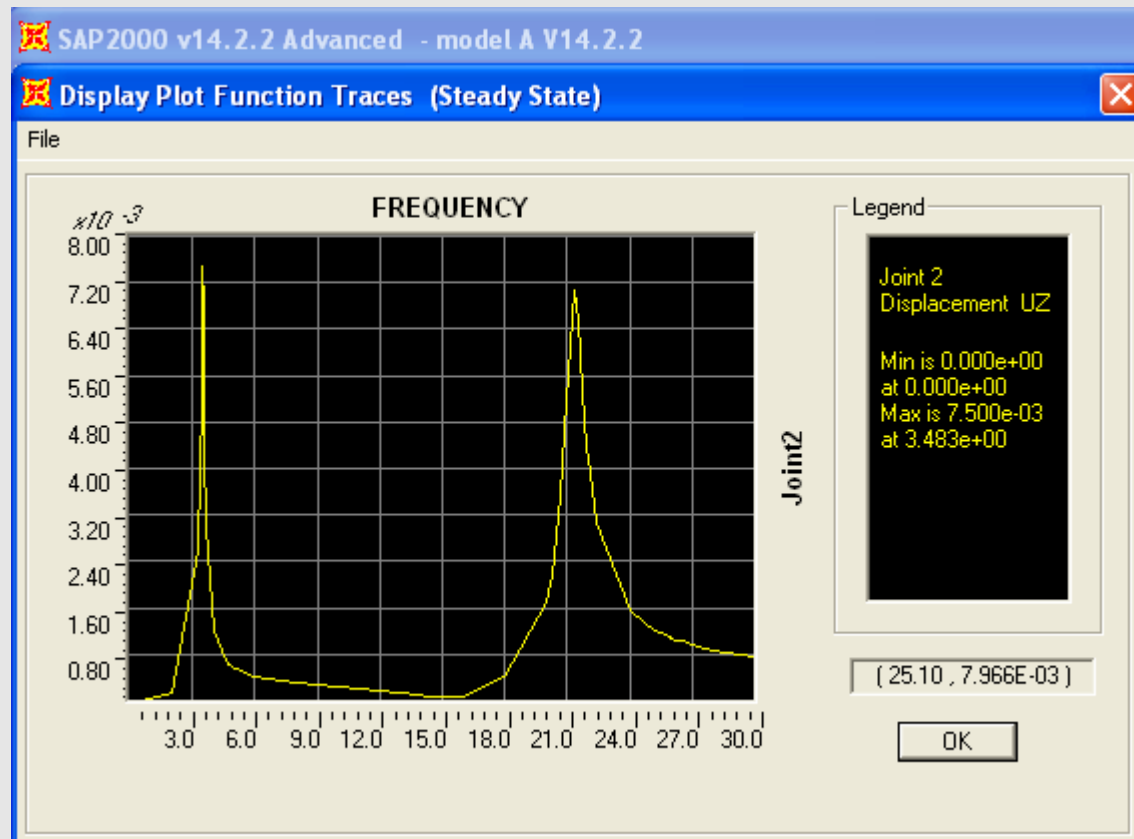 SAP2000 v14.2.2 Advanced - model A V14.2.2
Display Plot Function Traces (Steady State)
File
FREQUENCY
x10 -3
8.00
7.20
6.40
5.60
4.80
4.00
3.20
2.40
1.60
0.80
3.0 6.0 9.0 12.0 15.0 18.0 21.0 24.0 27.0 30.0
Joint2
Legend
Joint 2
Displacement UZ
Min is 0.000e+00
at 0.000e+00
Max is 7.500e-03
at 3.483e+00
( 25.10 , 7.966E-03 )
OK